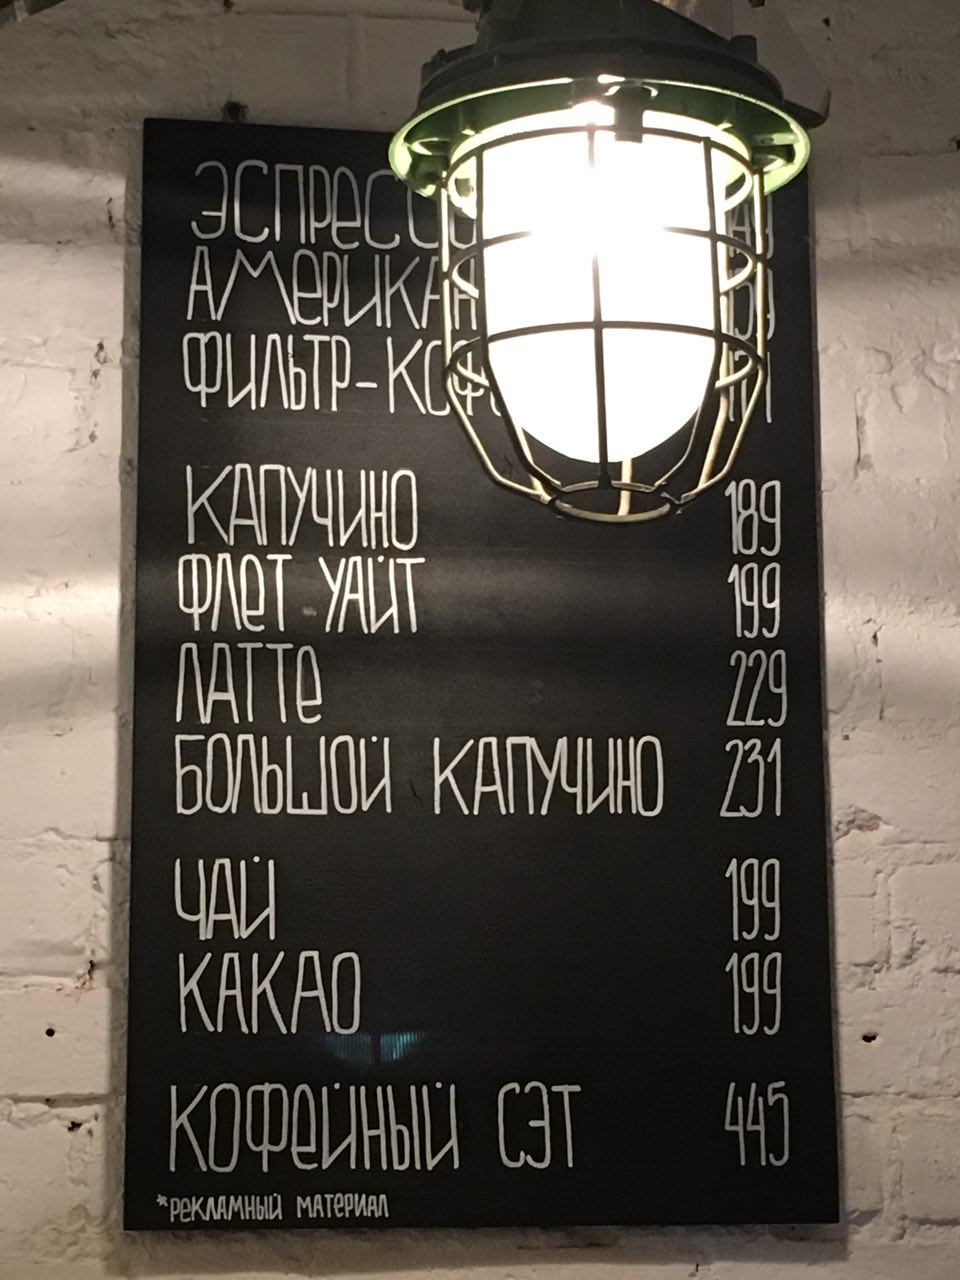 ЭСПРЕССО
АМЕРИКАН
ФИЛЬТР-КОФ
КАПУЧИНО 189
ФЛЕТ УАЙТ 199
ЛАТТЕ 229
БОЛЬШОЙ КАПУЧИНО 231
ЧАЙ 199
КАКАО 199
КОФЕЙНЫЙ СЭТ 445
*РЕКЛАМНЫЙ МАТЕРИАЛ